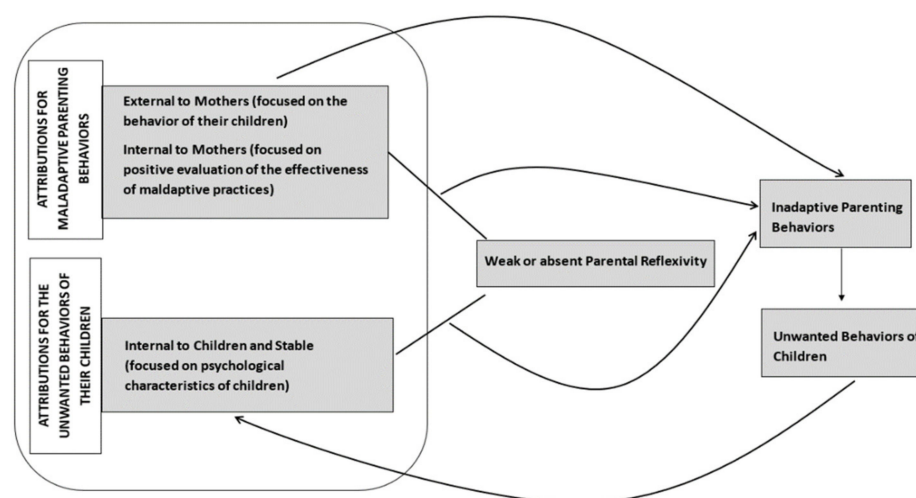 ATTRIBUTIONS FOR
MALADAPTIVE PARENTING
BEHAVIORS
External to Mothers (focused on the
behavior of their children)
Internal to Mothers (focused on
positive evaluation of the effectiveness
of maldaptive practices)
ATTRIBUTIONS FOR THE
UNWANTED BEHAVIORS OF
THEIR CHILDREN
Internal to Children and Stable
(focused on psychological
characteristics of children)
Weak or absent Parental Reflexivity
Inadaptive Parenting
Behaviors
Unwanted Behaviors of
Children